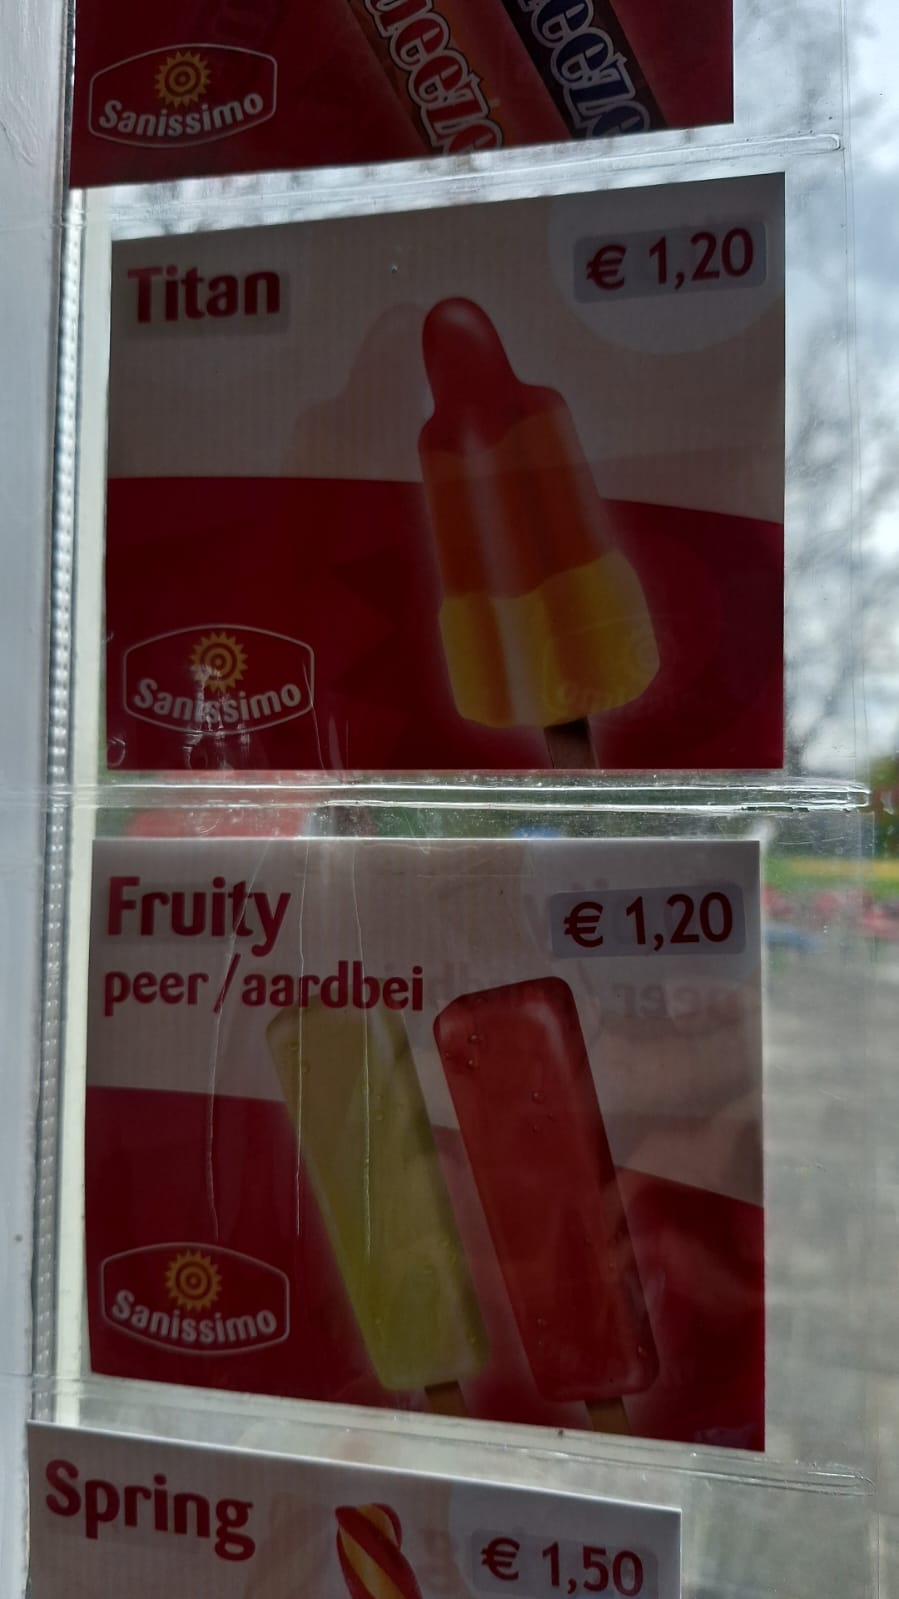 Sanissimo
Titan
€ 1,20
Sanissimo
Fruity
peer / aardbei
€ 1,20
Sanissimo
Spring
€ 1,50